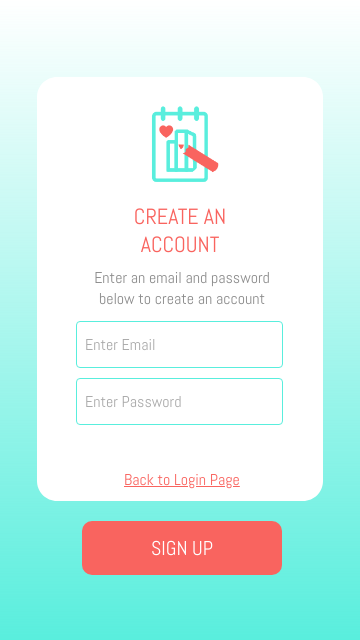 CREATE AN
ACCOUNT
Enter an email and password
below to create an account
Enter Email
Enter Password
Back to Login Page
SIGN UP